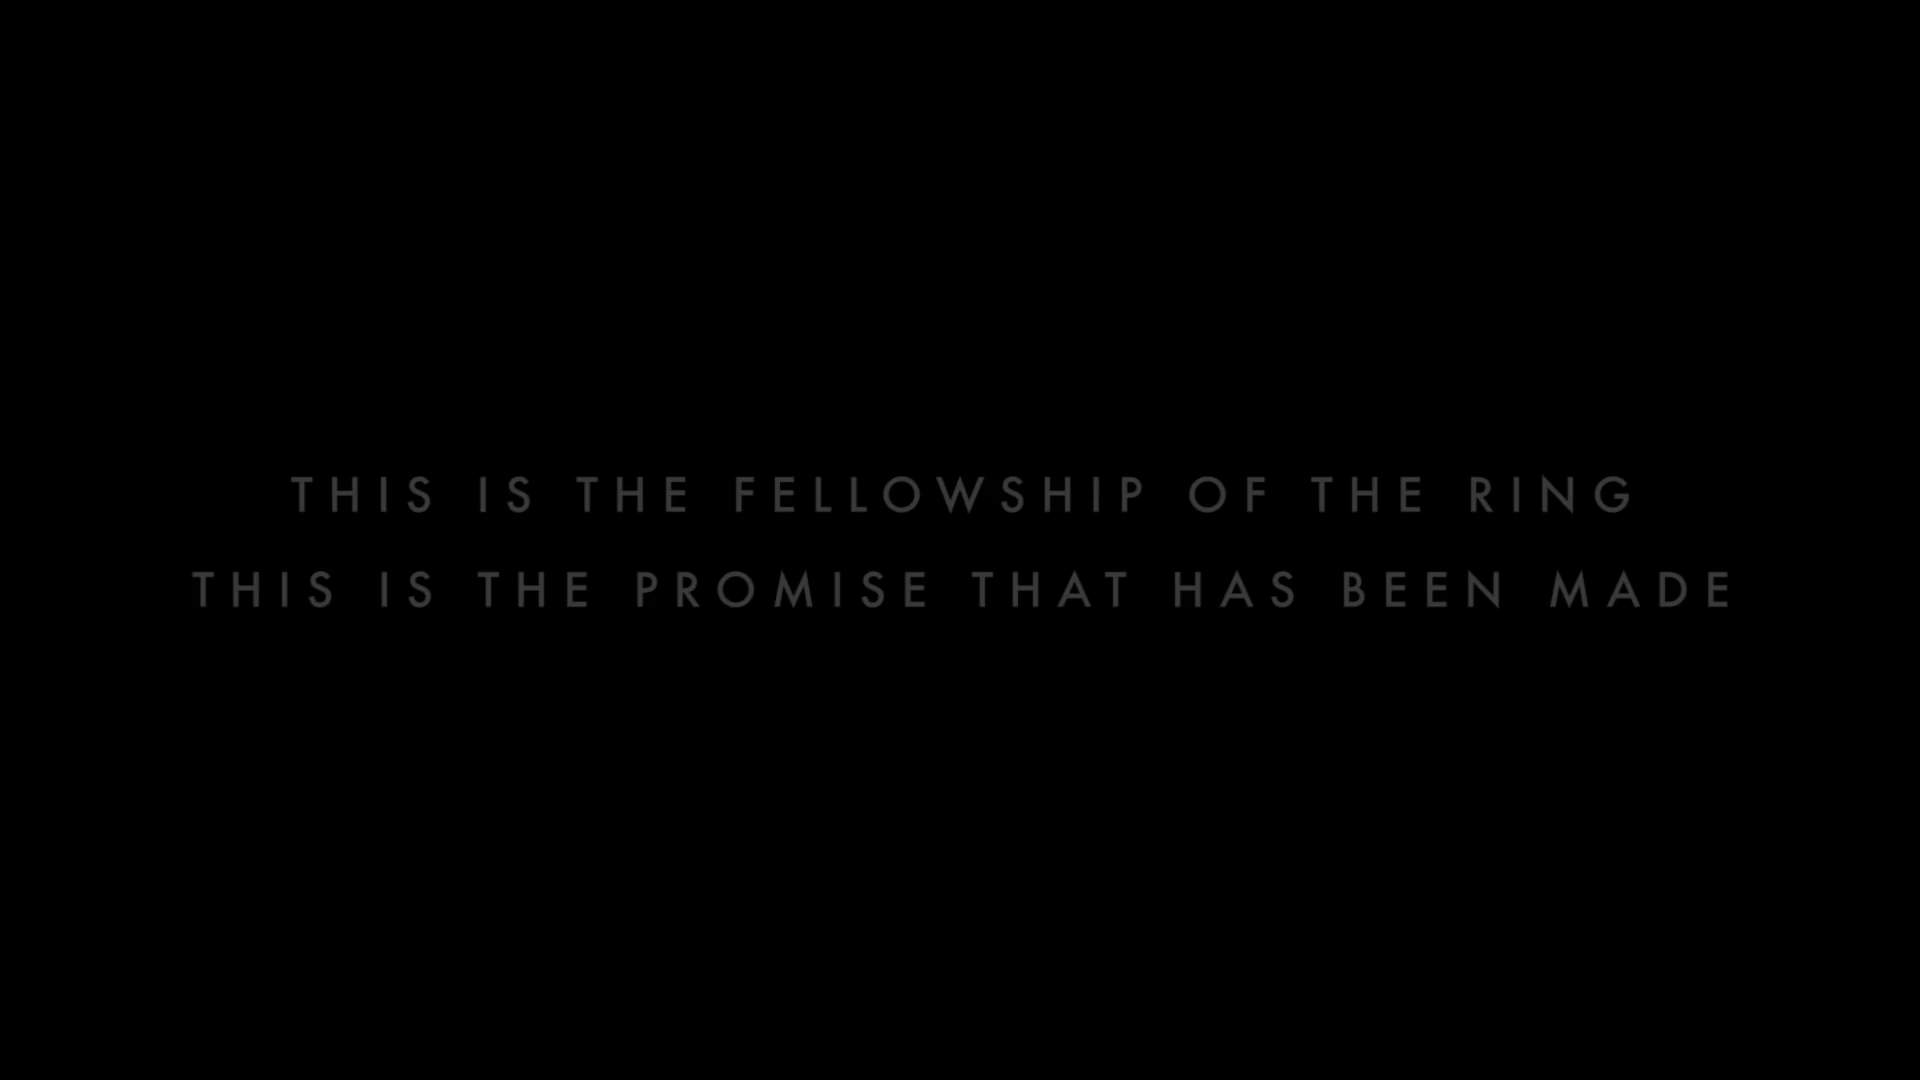 THIS IS THE FELLOWSHIP OF THE RING
THIS IS THE PROMISE THAT HAS BEEN MADE